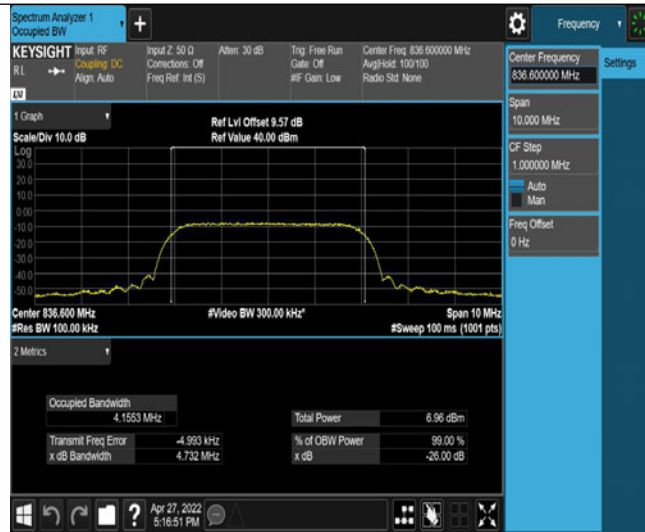 Spectrum Analyzer 1
Occupied BW
+
Frequency
KEYSIGHT
RL
Input: RF
Coupling: DC
Align: Auto
Input Z: 50 Ω
Corrections: Off
Freq Ref: Int (S)
Atten: 30 dB
Trig: Free Run
Gate: Off
#IF Gain: Low
Center Freq: 836.600000 MHz
Avg|Hold: 100/100
Radio Std: None
Center Frequency
836.600000 MHz
Settings
Span
10.000 MHz
CF Step
1.000000 MHz
Auto
Man
Freq Offset
0 Hz
1 Graph
Scale/Div 10.0 dB
Ref Lvl Offset 9.57 dB
Ref Value 40.00 dBm
Log
30.0
20.0
10.0
0.00
-10.0
-20.0
-30.0
-40.0
-50.0
Center 836.600 MHz
#Res BW 100.00 kHz
#Video BW 300.00 kHz*
Span 10 MHz
#Sweep 100 ms (1001 pts)
2 Metrics
Occupied Bandwidth
4.1553 MHz
Total Power 6.96 dBm
Transmit Freq Error -4.993 kHz
% of OBW Power 99.00 %
x dB Bandwidth 4.732 MHz
x dB -26.00 dB
?
Apr 27, 2022
5:16:51 PM